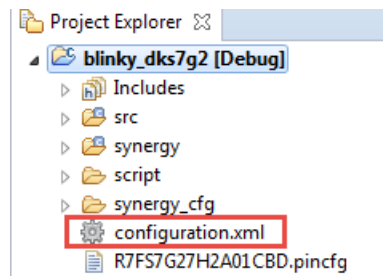 Project Explorer
blinky_dks7g2 [Debug]
Includes
src
synergy
script
synergy_cfg
configuration.xml
R7FS7G27H2A01CBD.pincfg